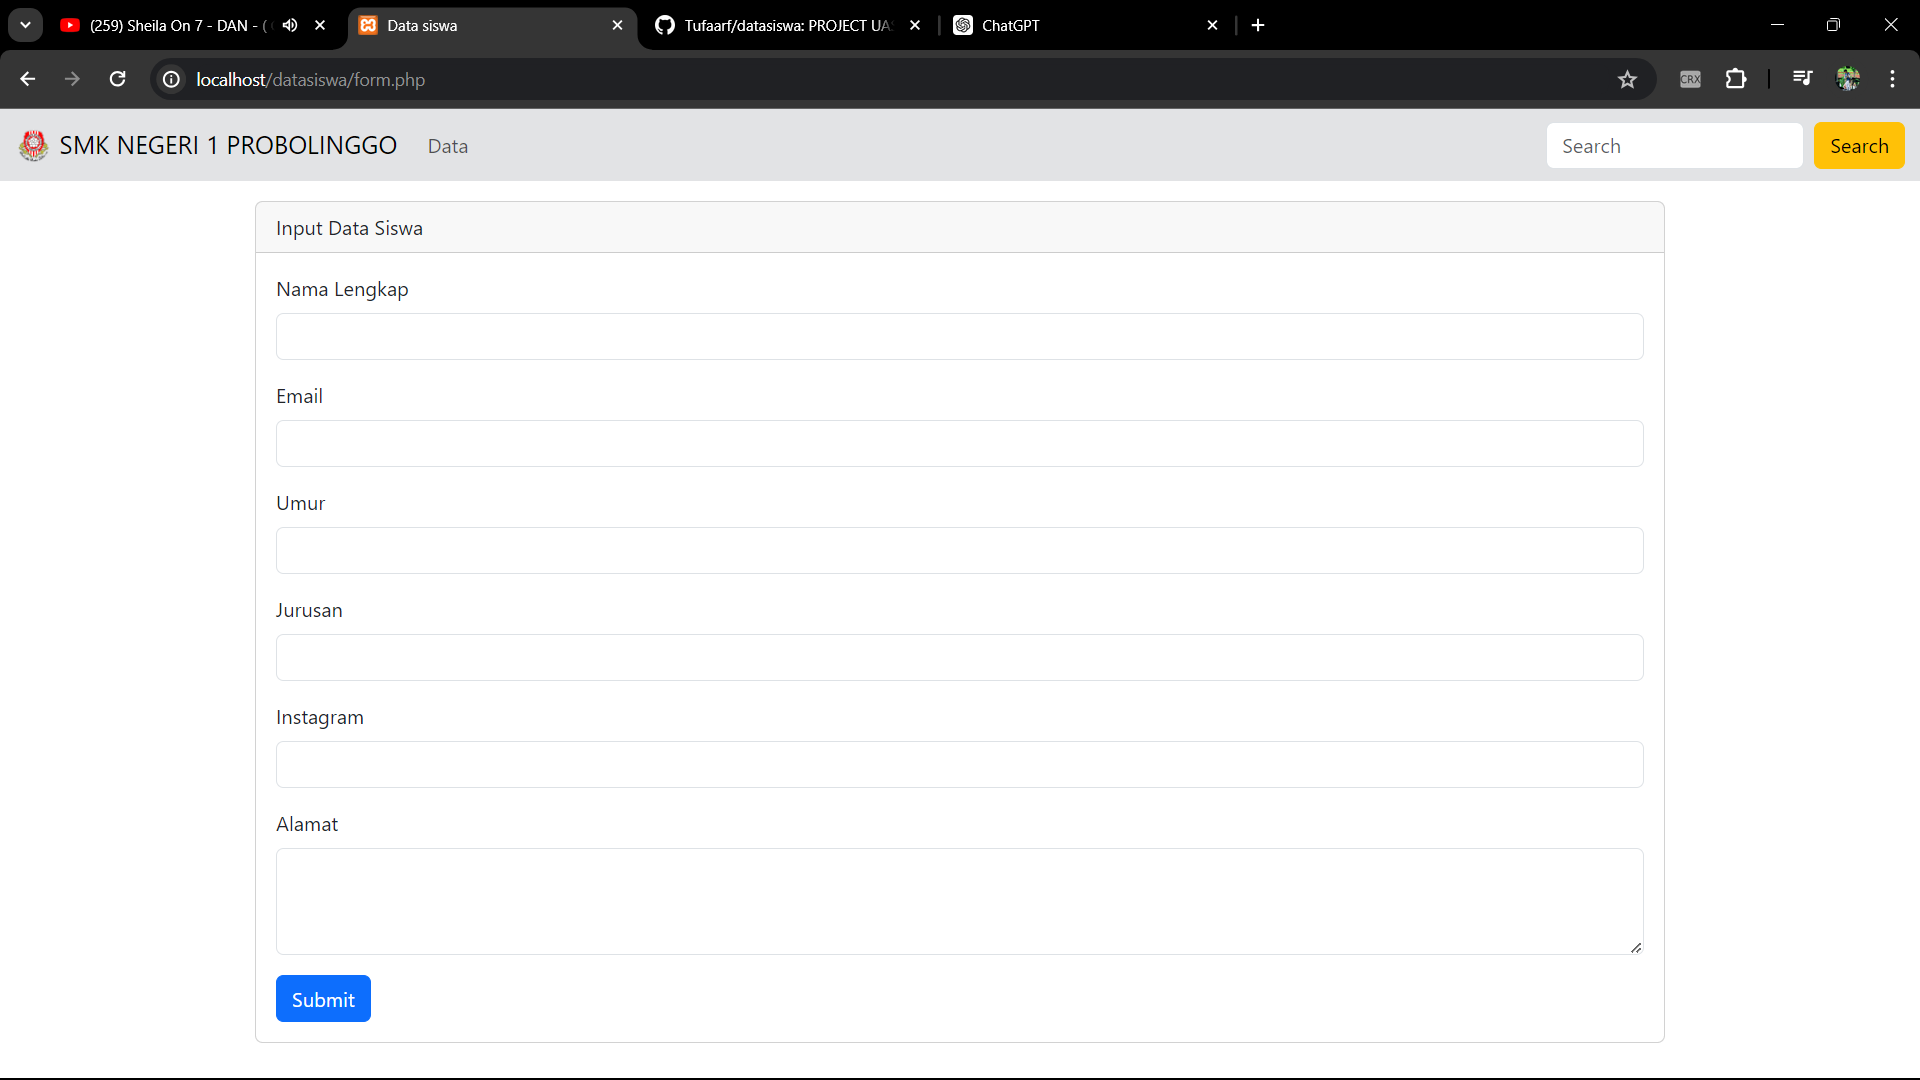 (259) Sheila On 7 - DAN - (
Data siswa
Tufaarf/datasiswa: PROJECT UAS
ChatGPT
localhost/datasiswa/form.php
CRX
SMK NEGERI 1 PROBOLINGGO
Data
Search
Search
Input Data Siswa
Nama Lengkap
Email
Umur
Jurusan
Instagram
Alamat
Submit